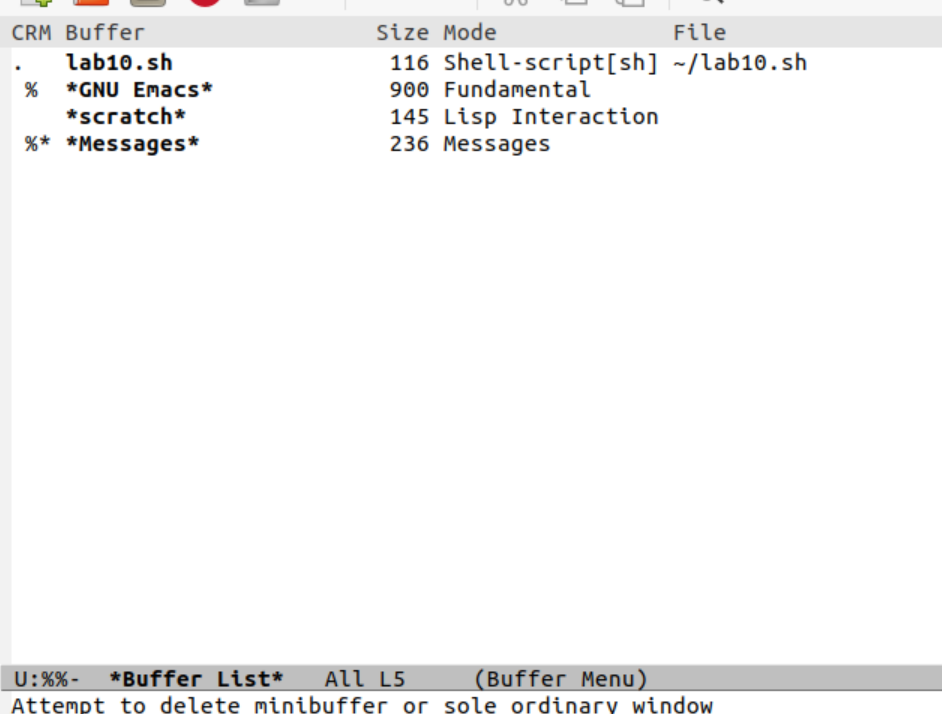 CRM Buffer                 Size Mode             File
.   lab10.sh                116 Shell-script[sh] ~/lab10.sh
 %  *GNU Emacs*             900 Fundamental
    *scratch*               145 Lisp Interaction
 %* *Messages*              236 Messages
U:%%-  *Buffer List*   All L5     (Buffer Menu)
Attempt to delete minibuffer or sole ordinary window